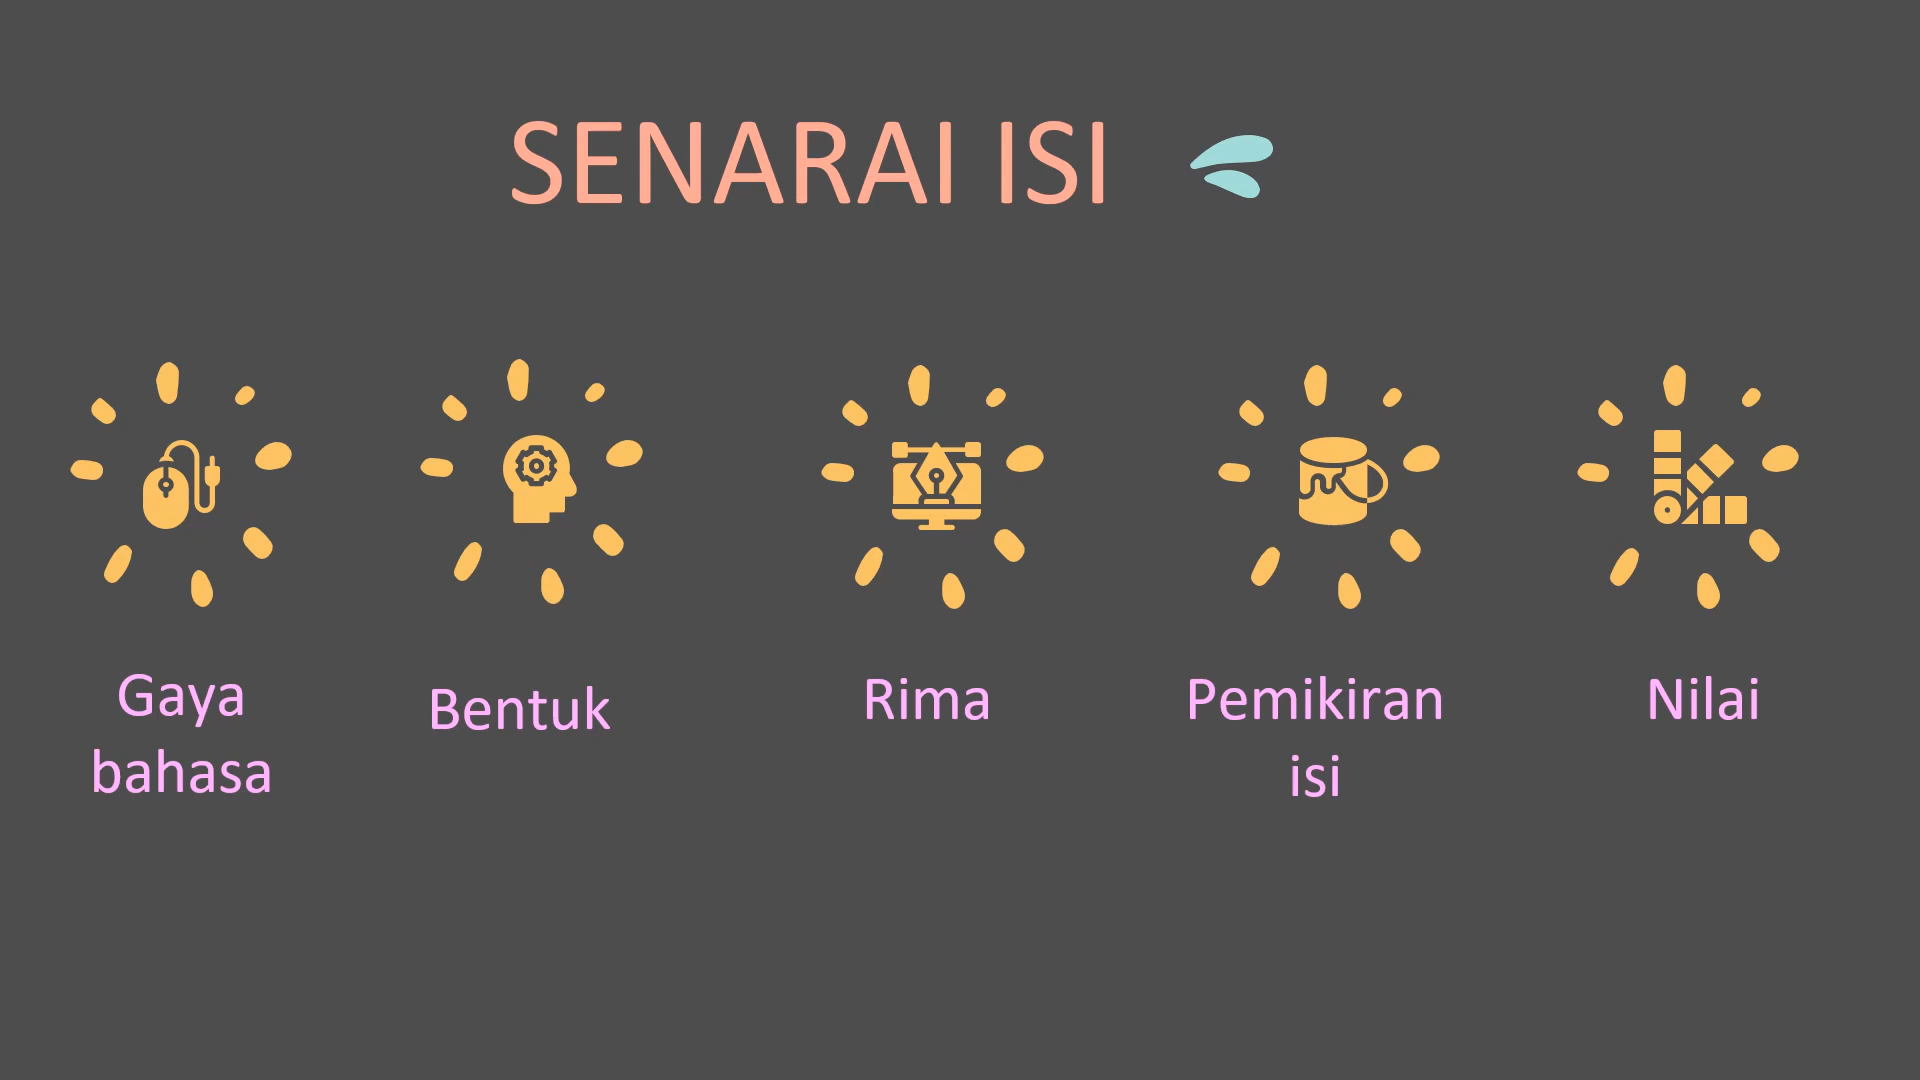 SENARAI ISI
Gaya
bahasa
Bentuk
Rima
Pemikiran
isi
Nilai